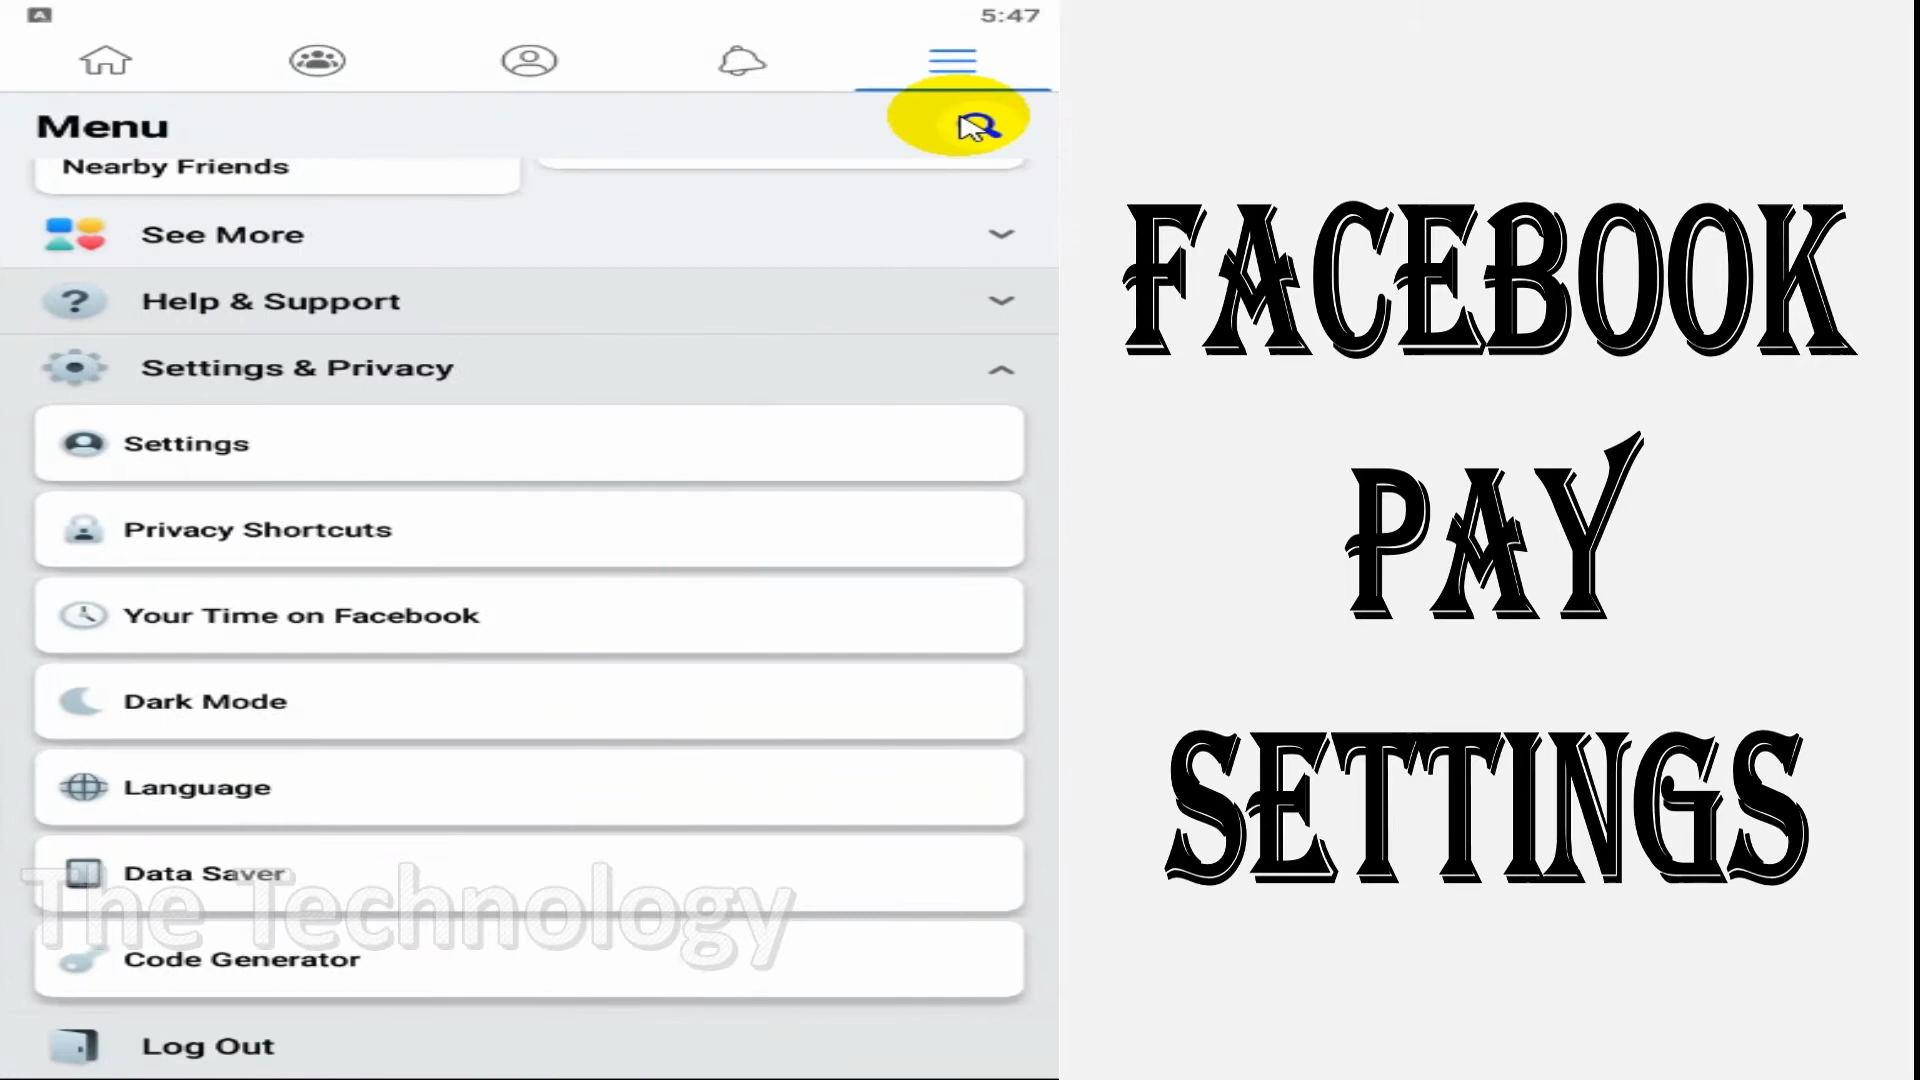 5:47
Menu
Nearby Friends
See More
Help & Support
Settings & Privacy
Settings
Privacy Shortcuts
Your Time on Facebook
Dark Mode
Language
Data Saver
The Technology
Code Generator
Log Out
FACEBOOK
PAY
SETTINGS